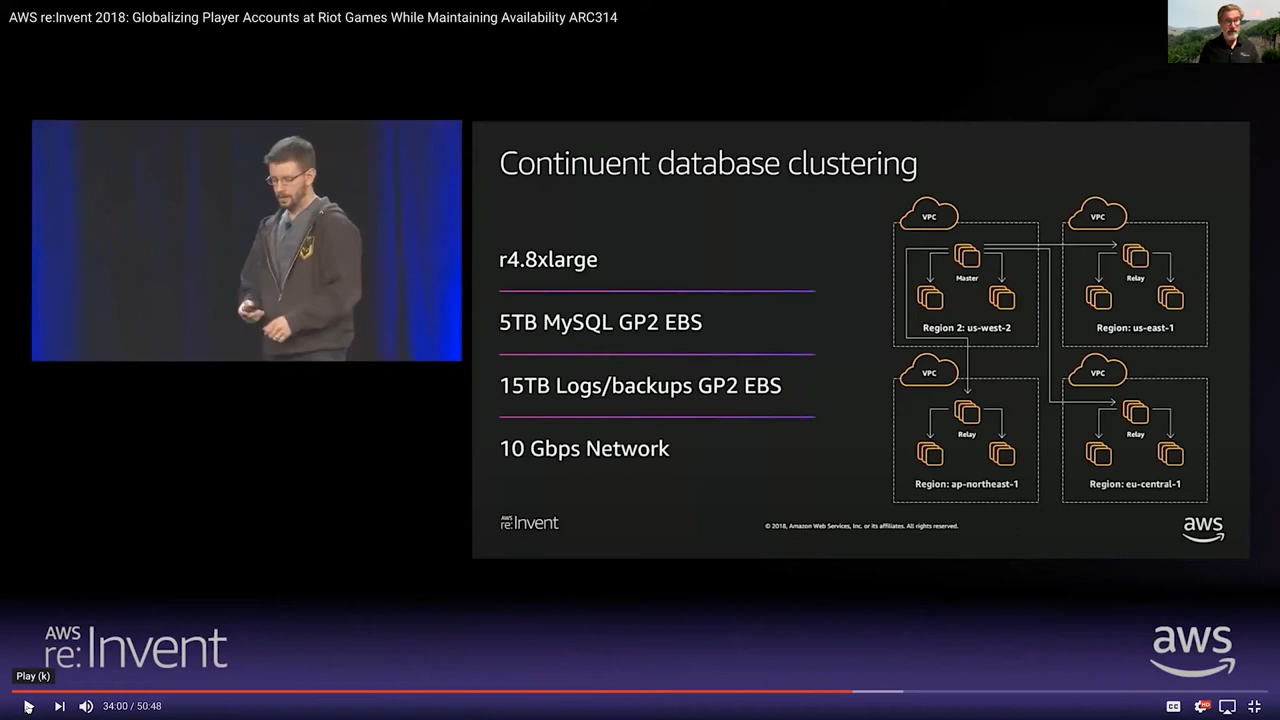 AWS re:Invent 2018: Globalizing Player Accounts at Riot Games While Maintaining Availability ARC314
Continuent database clustering
r4.8xlarge
5TB MySQL GP2 EBS
15TB Logs/backups GP2 EBS
10 Gbps Network
VPC
Master
Region 2: us-west-2
VPC
Relay
Region: us-east-1
VPC
Relay
Region: ap-northeast-1
VPC
Relay
Region: eu-central-1
AWS
re:Invent
© 2018, Amazon Web Services, Inc. or its affiliates. All rights reserved.
aws
AWS
re:Invent
aws
Play (k)
34:00 / 50:48
CC
HD